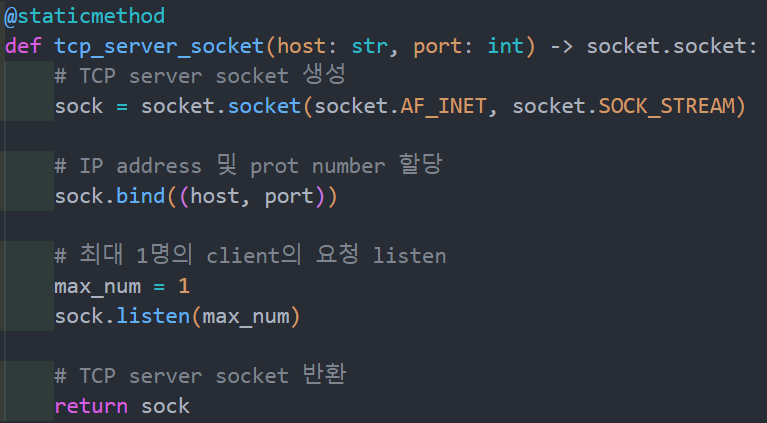 @staticmethod
def tcp_server_socket(host: str, port: int) -> socket.socket:
# TCP server socket 생성
sock = socket.socket(socket.AF_INET, socket.SOCK_STREAM)
# IP address 및 prot number 할당
sock.bind((host, port))
# 최대 1명의 client의 요청 listen
max_num = 1
sock.listen(max_num)
# TCP server socket 반환
return sock